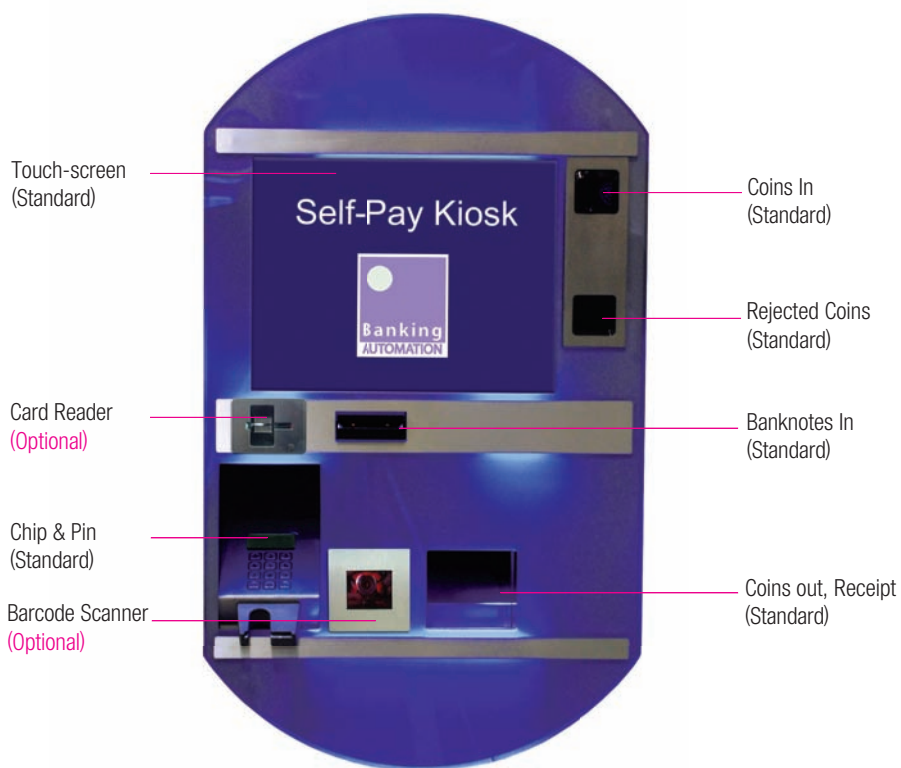 Touch-screen
(Standard)
Self-Pay Kiosk
Banking
AUTOMATION
Coins In
(Standard)
Rejected Coins
(Standard)
Card Reader
(Optional)
Banknotes In
(Standard)
Chip & Pin
(Standard)
Barcode Scanner
(Optional)
Coins out, Receipt
(Standard)